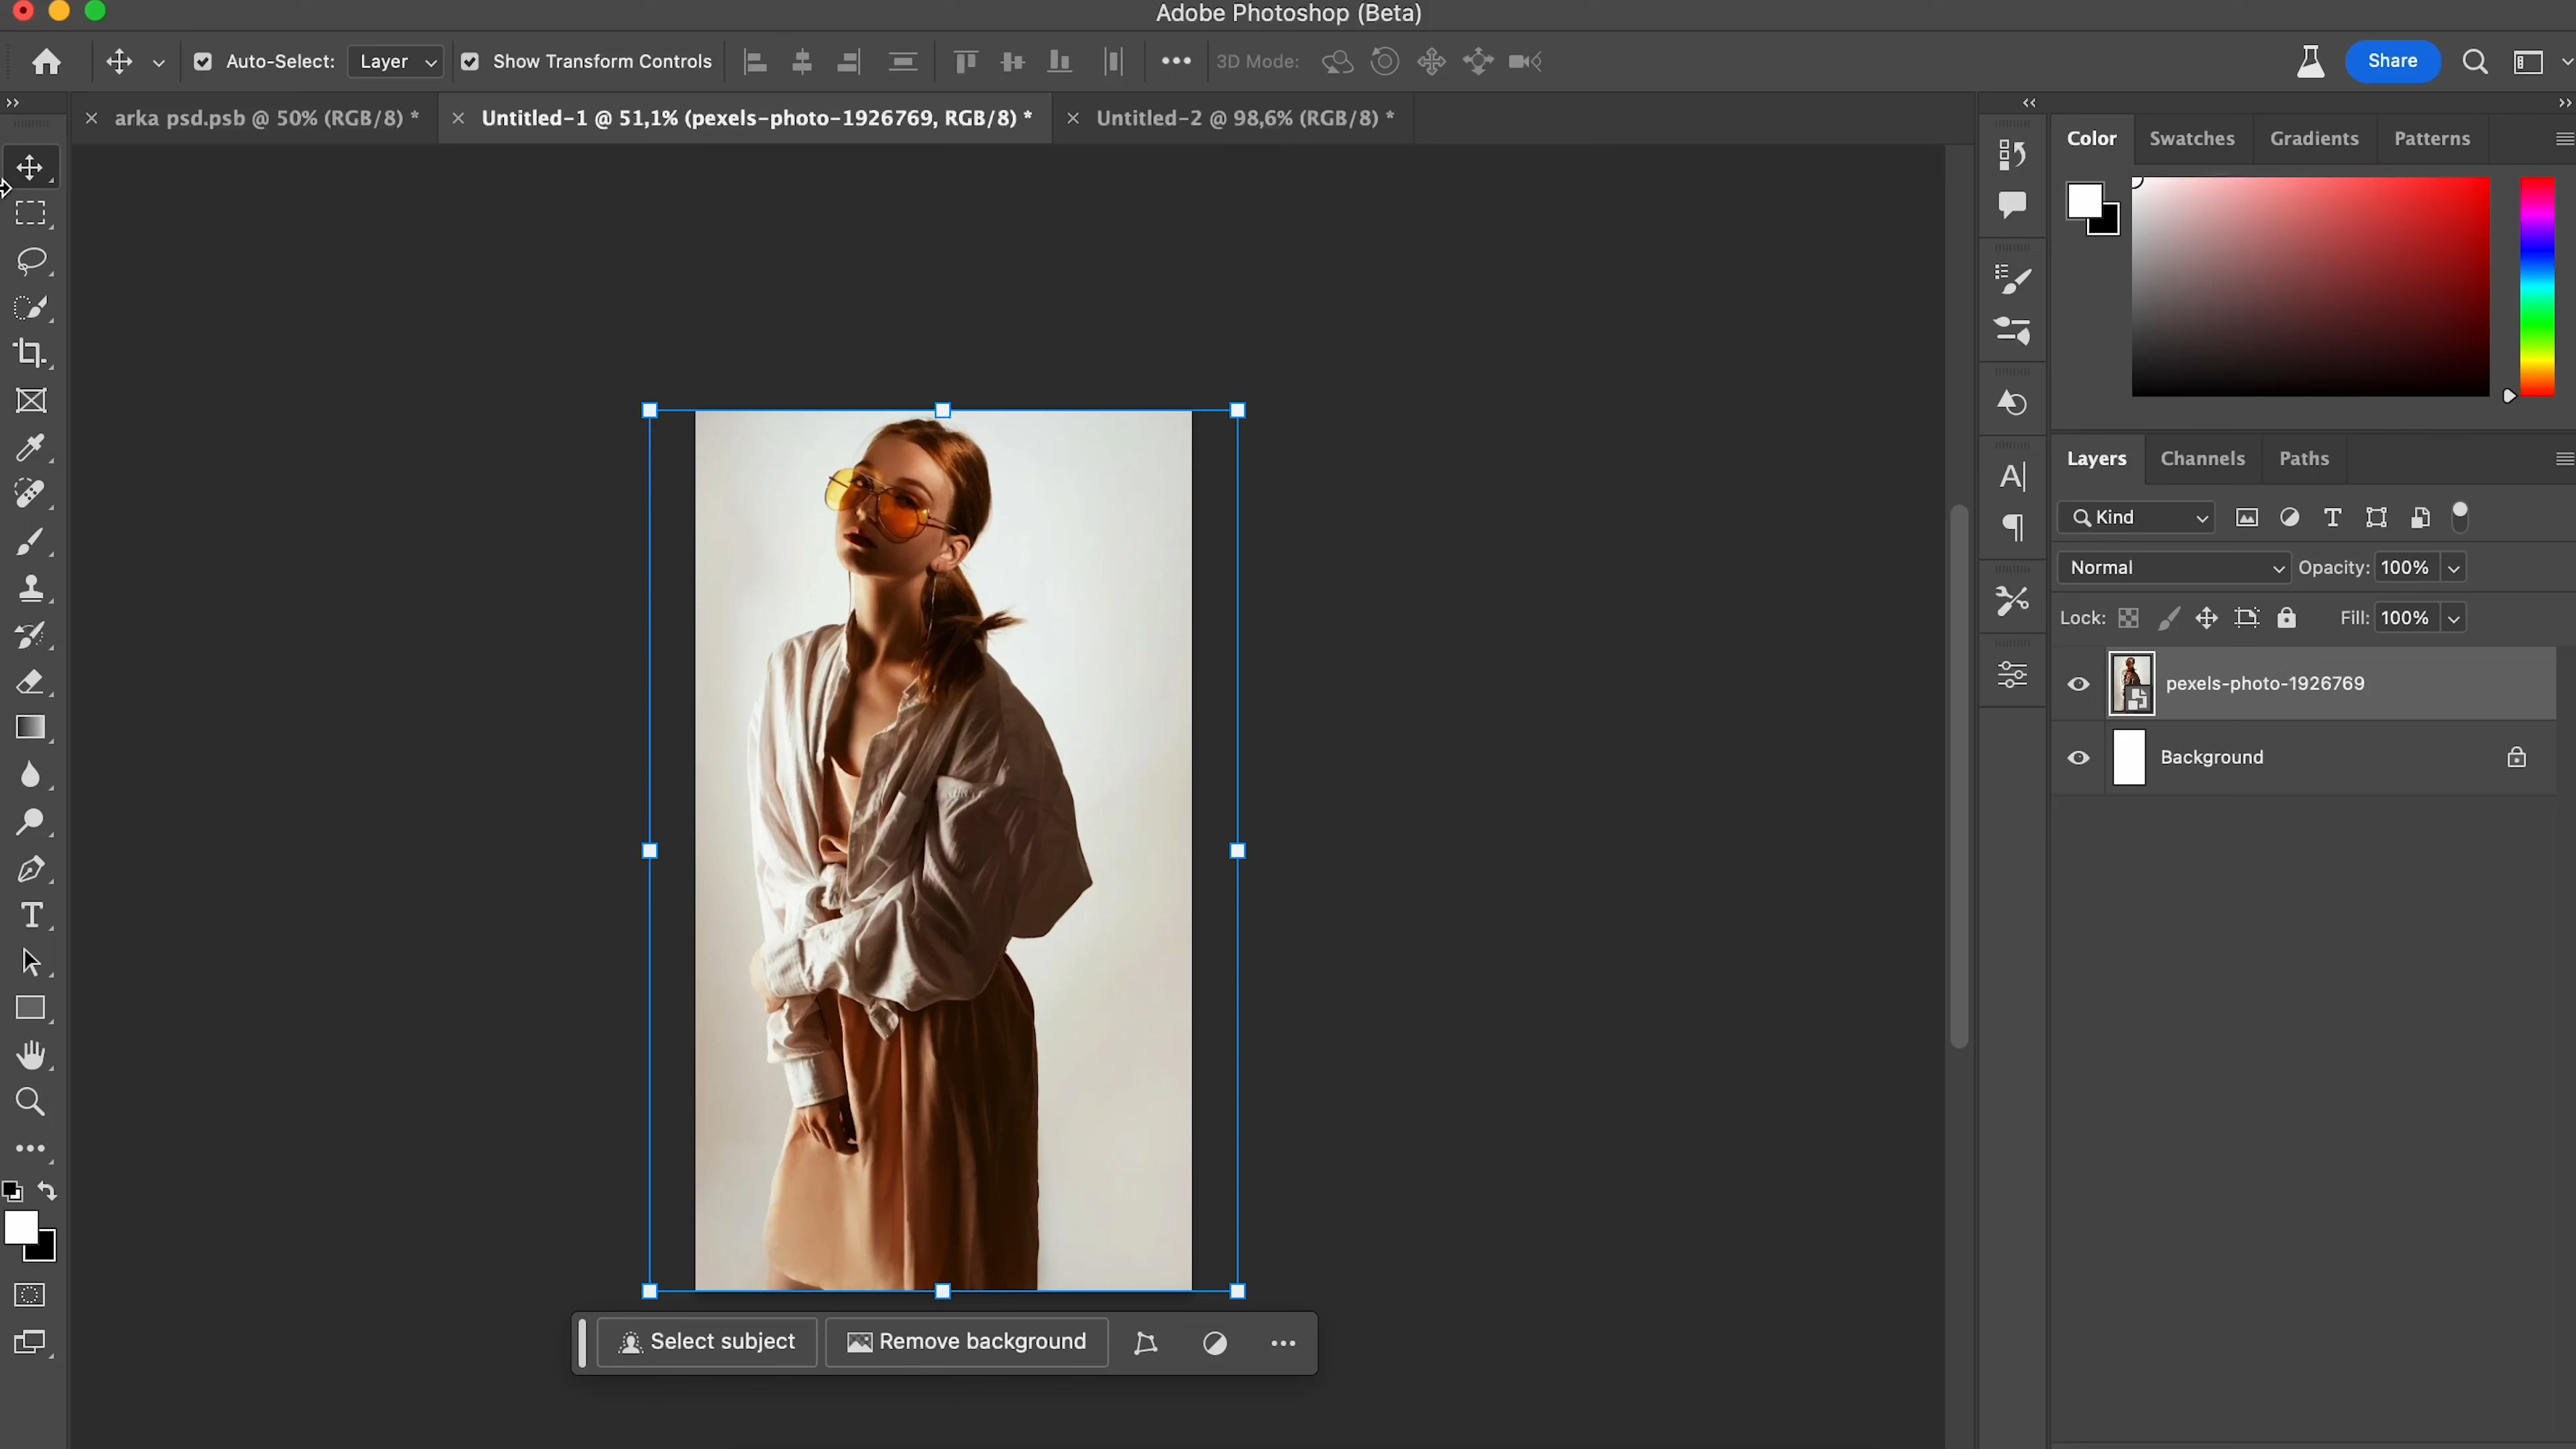 Adobe Photoshop (Beta)
Auto-Select: Layer Show Transform Controls 3D Mode: Share
arka psd.psb @ 50% (RGB/8) * Untitled-1 @ 51,1% (pexels-photo-1926769, RGB/8) * Untitled-2 @ 98,6% (RGB/8) *
Color Swatches Gradients Patterns
Layers Channels Paths
Kind
Normal Opacity: 100%
Lock: Fill: 100%
pexels-photo-1926769
Background
Select subject Remove background